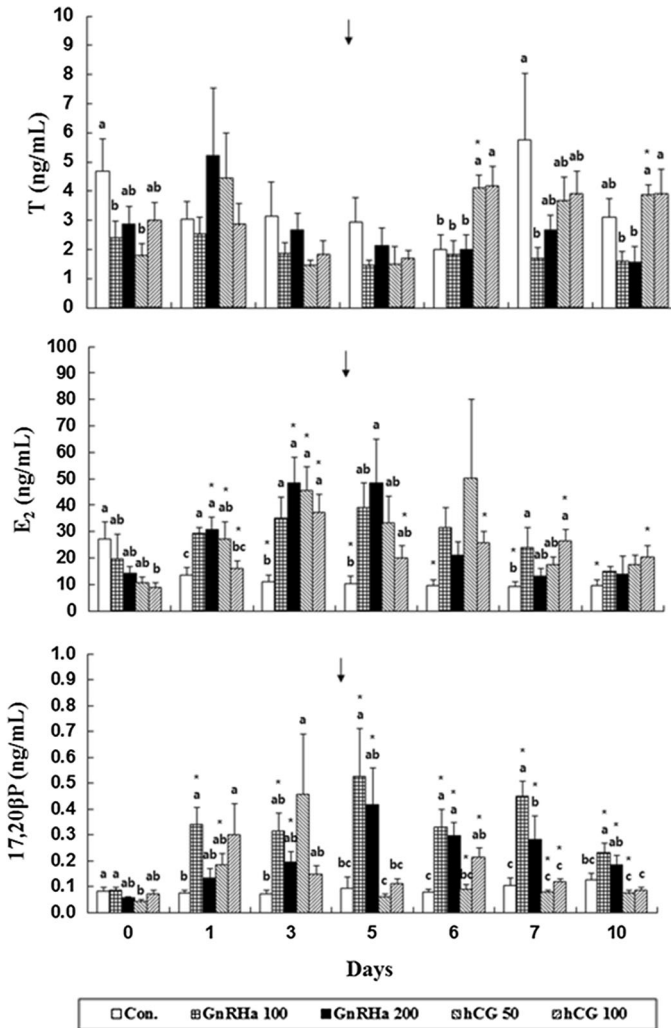 T (ng/mL)
10
9
8
7
6
5
4
3
2
1
0
a b ab b ab
b b b * a a
a b b ab ab
ab b b * a a
E2 (ng/mL)
100
90
80
70
60
50
40
30
20
10
0
a ab ab ab b
c a * a * ab * bc
* b a * a * a * a
* b ab a ab * ab
* *
* b a ab ab * a
* *
17,20βP (ng/mL)
1.0
0.9
0.8
0.7
0.6
0.5
0.4
0.3
0.2
0.1
0.0
a a ab b ab
b * a ab * ab a
b * ab * ab a ab
bc * a * ab c bc
c * a * a * bc * ab
c * a * b * c * c
bc * a * ab * c c
0 1 3 5 6 7 10
Days
Con. GnRHa 100 GnRHa 200 hCG 50 hCG 100